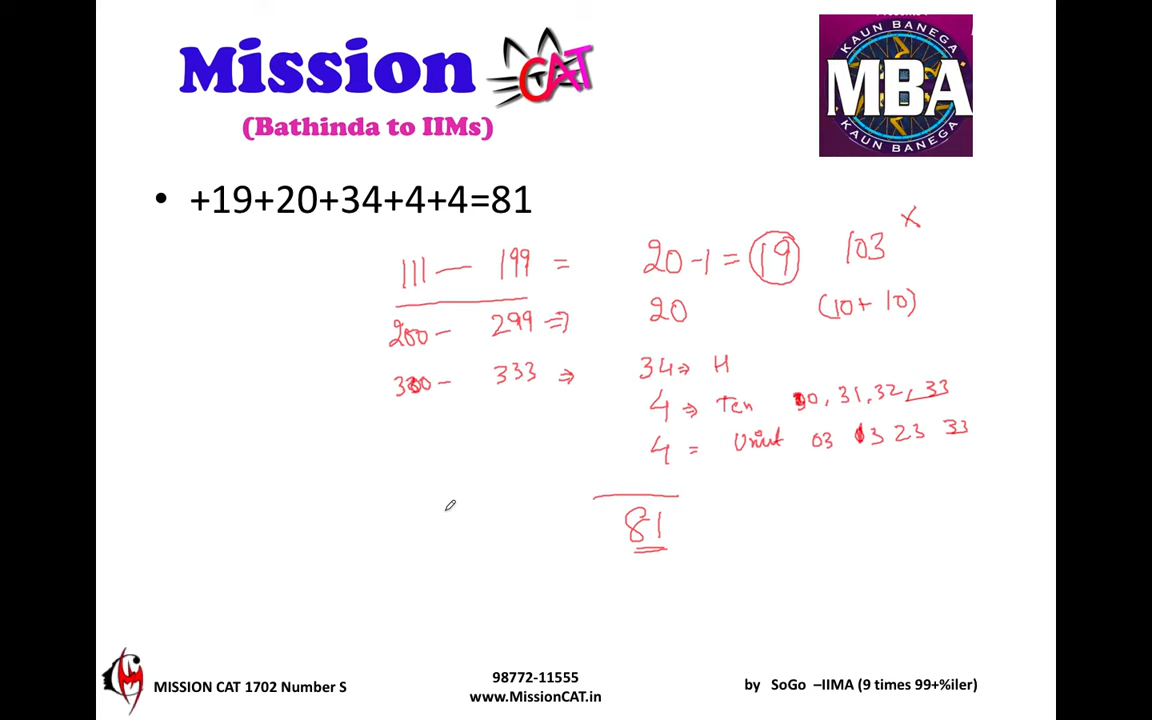 Mission CAT
(Bathinda to IIMs)
KAUN BANEGA
MBA
KAUN BANEGA
• +19+20+34+4+4=81
111 — 199 = 20-1 = 19 103 x
200 - 299 ⇒ 20 (10+ 10)
300 - 333 ⇒ 34 ⇒ H
4 ⇒ Ten 30, 31, 32, 33
4 = Unit 03 13 23 33
81
MISSION CAT 1702 Number S
98772-11555
www.MissionCAT.in
by SoGo –IIMA (9 times 99+%iler)